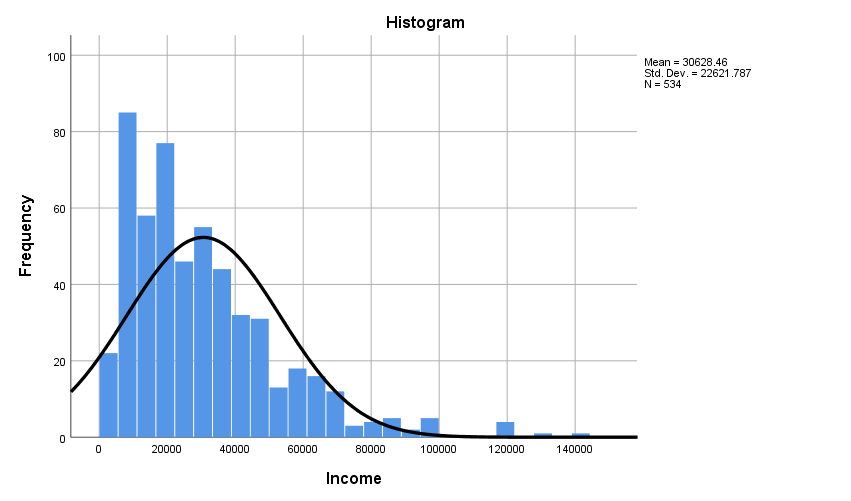 Histogram
Mean = 30628.46
Std. Dev. = 22621.787
N = 534
100
80
60
40
20
0
Frequency
0 20000 40000 60000 80000 100000 120000 140000
Income